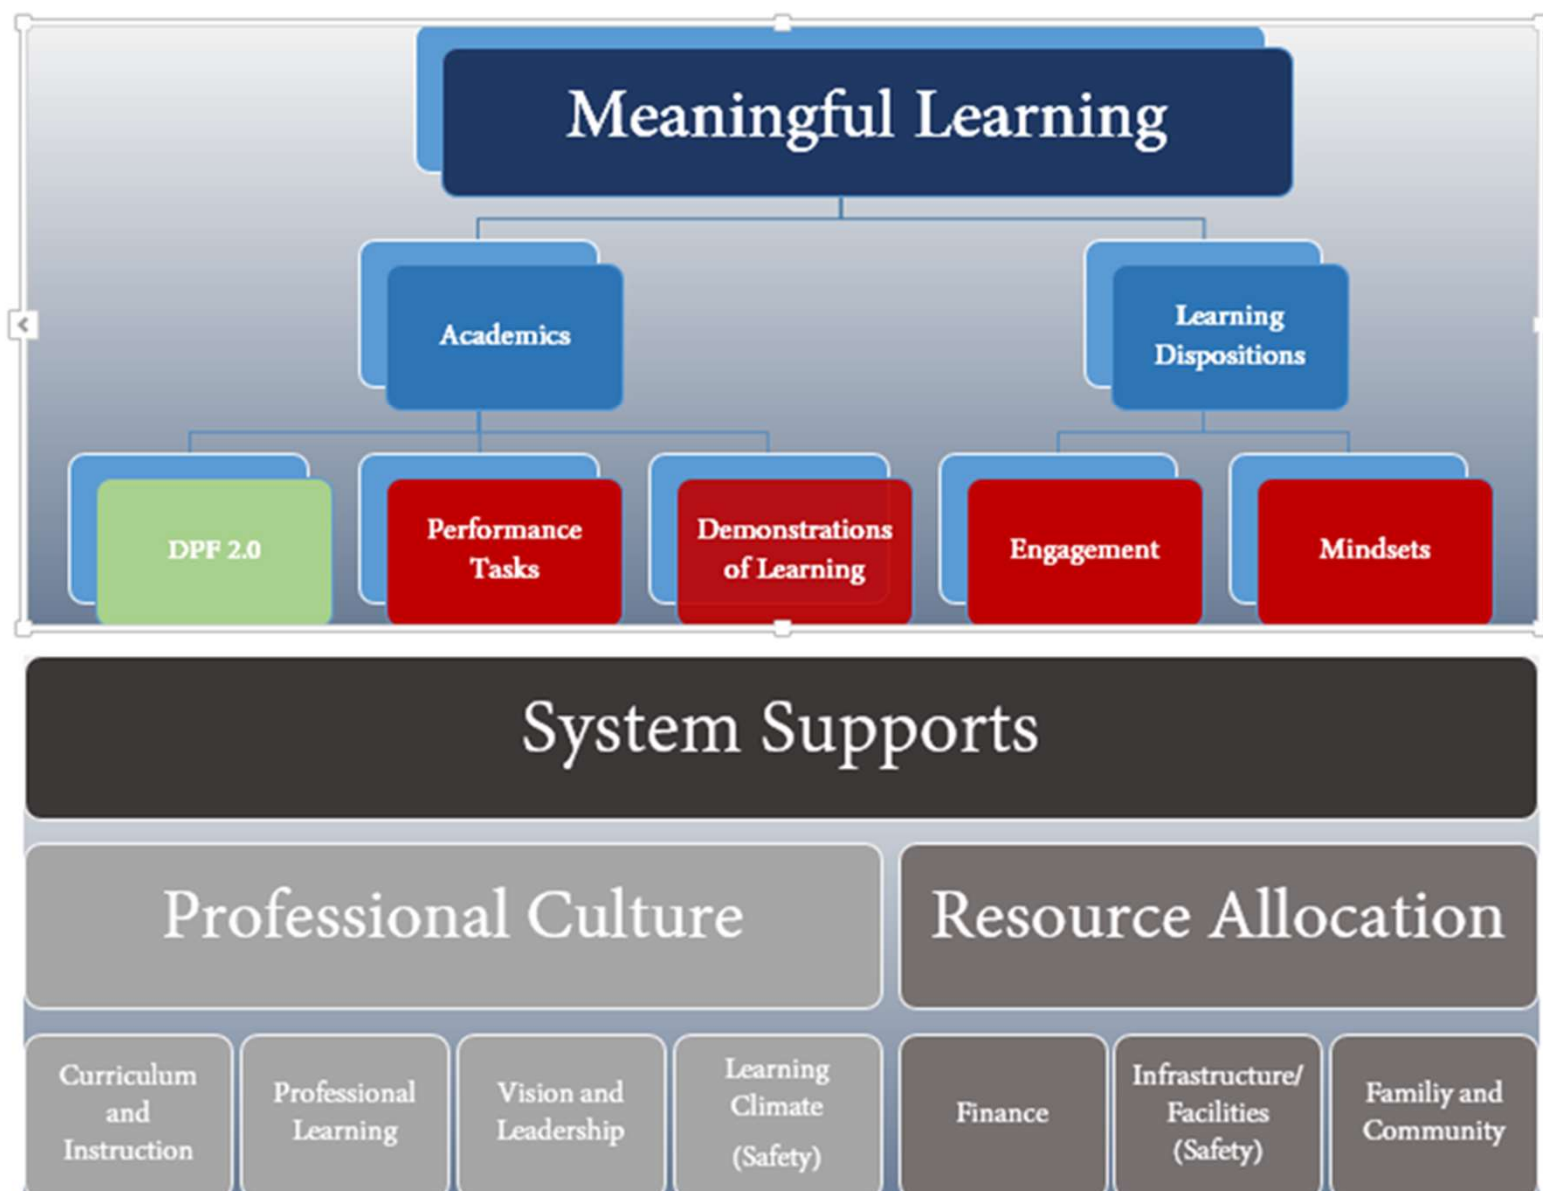 Meaningful Learning
Academics
Learning
Dispositions
DPF 2.0
Performance
Tasks
Demonstrations
of Learning
Engagement
Mindsets
System Supports
Professional Culture
Resource Allocation
Curriculum
and
Instruction
Professional
Learning
Vision and
Leadership
Learning
Climate
(Safety)
Finance
Infrastructure/
Facilities
(Safety)
Familiy and
Community